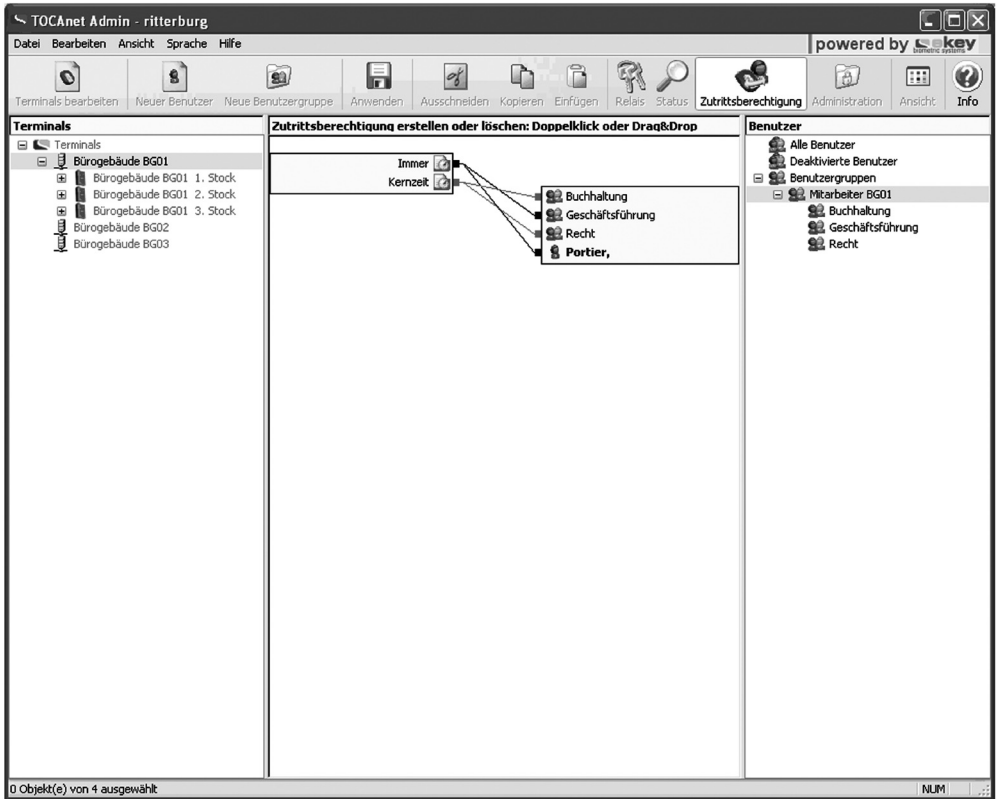 TOCAnet Admin - ritterburg
Datei Bearbeiten Ansicht Sprache Hilfe
powered by ekey
biometric systems
Terminals bearbeiten Neuer Benutzer Neue Benutzergruppe Anwenden Ausschneiden Kopieren Einfügen Relais Status Zutrittsberechtigung Administration Ansicht Info
Terminals
Terminals
Bürogebäude BG01
Bürogebäude BG01 1. Stock
Bürogebäude BG01 2. Stock
Bürogebäude BG01 3. Stock
Bürogebäude BG02
Bürogebäude BG03
Zutrittsberechtigung erstellen oder löschen: Doppelklick oder Drag&Drop
Immer
Kernzeit
Buchhaltung
Geschäftsführung
Recht
Portier,
Benutzer
Alle Benutzer
Deaktivierte Benutzer
Benutzergruppen
Mitarbeiter BG01
Buchhaltung
Geschäftsführung
Recht
0 Objekt(e) von 4 ausgewählt
NUM